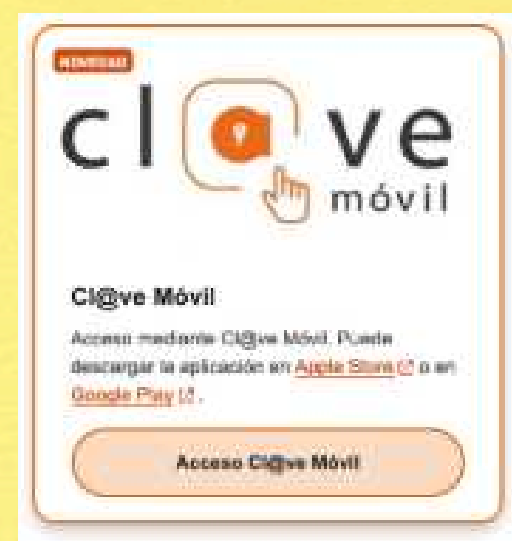 NOVEDAD
cl@ve
móvil
Cl@ve Móvil
Acceso mediante Cl@ve Móvil. Puede
descargar la aplicación en Apple Store o en
Google Play.
Acceso Cl@ve Móvil